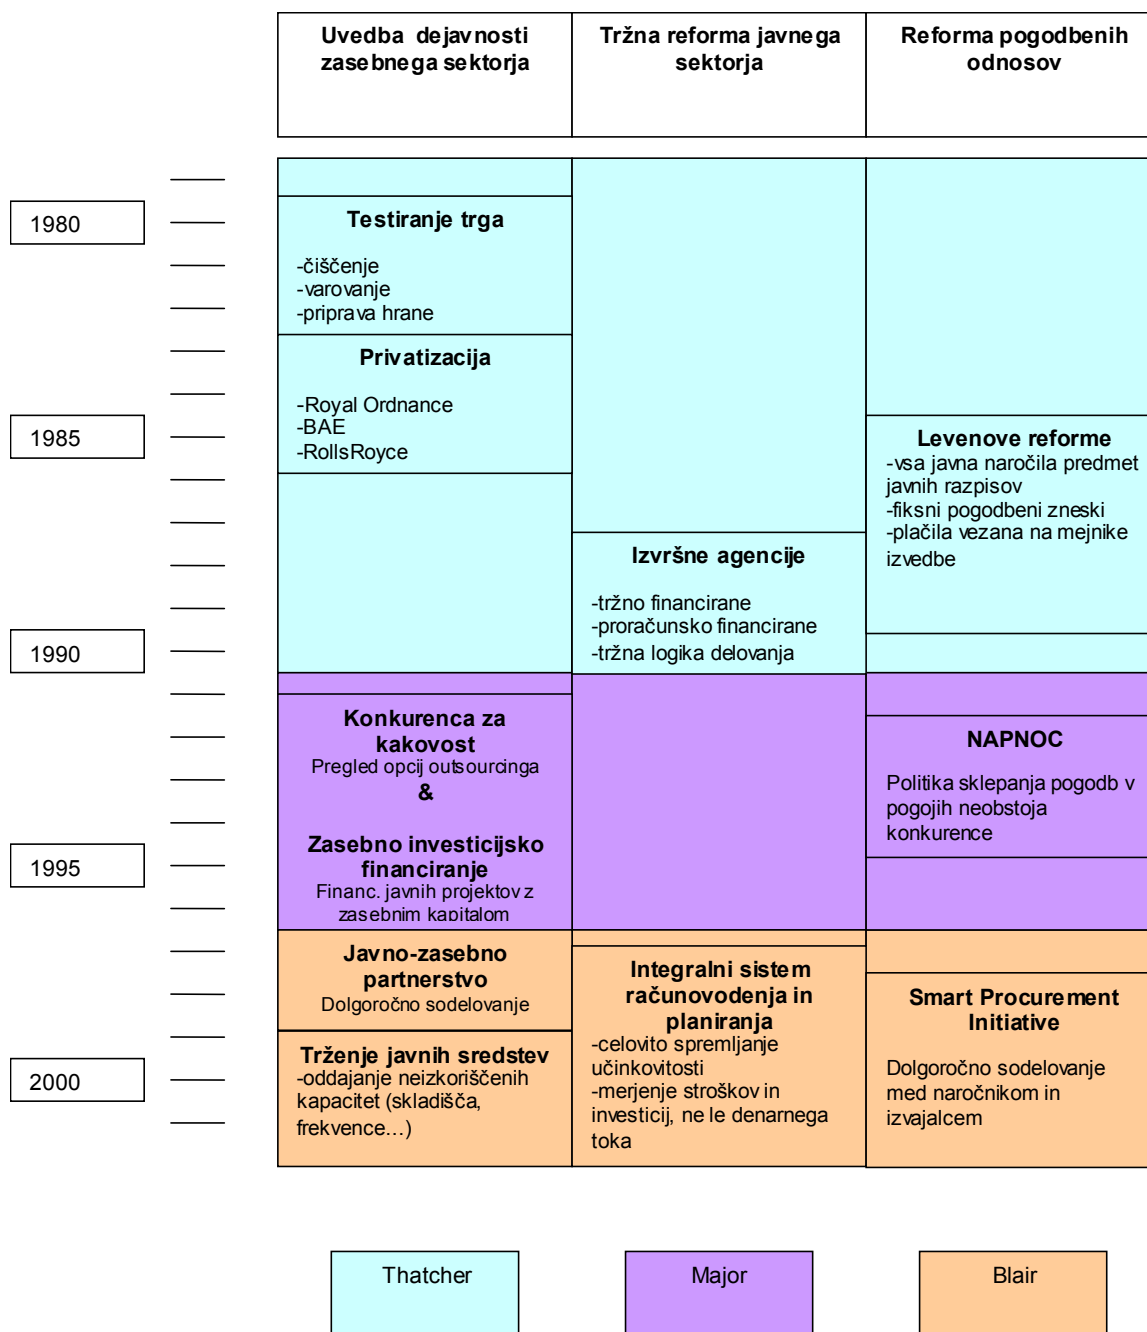 Uvedba dejavnosti
zasebnega sektorja
Tržna reforma javnega
sektorja
Reforma pogodbenih
odnosov
1980
1985
1990
1995
2000
Testiranje trga
-čiščenje
-varovanje
-priprava hrane
Privatizacija
-Royal Ordnance
-BAE
-RollsRoyce
Konkurenca za
kakovost
Pregled opcij outsourcinga
&
Zasebno investicijsko
financiranje
Financ. javnih projektov z
zasebnim kapitalom
Javno-zasebno
partnerstvo
Dolgoročno sodelovanje
Trženje javnih sredstev
-oddajanje neizkoriščenih
kapacitet (skladišča,
frekvence…)
Izvršne agencije
-tržno financirane
-proračunsko financirane
-tržna logika delovanja
Integralni sistem
računovodenja in
planiranja
-celovito spremljanje
učinkovitosti
-merjenje stroškov in
investicij, ne le denarnega
toka
Levenove reforme
-vsa javna naročila predmet
javnih razpisov
-fiksni pogodbeni zneski
-plačila vezana na mejnike
izvedbe
NAPNOC
Politika sklepanja pogodb v
pogojih neobstoja
konkurence
Smart Procurement
Initiative
Dolgoročno sodelovanje
med naročnikom in
izvajalcem
Thatcher
Major
Blair